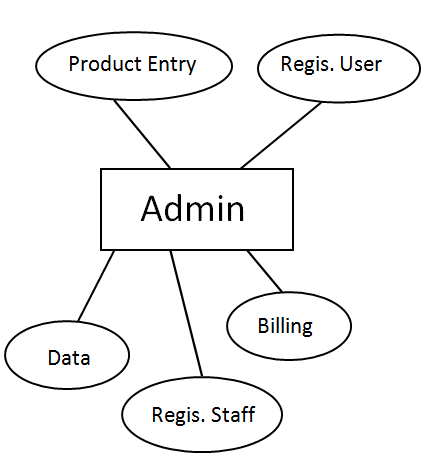 Product Entry
Regis. User
Admin
Billing
Data
Regis. Staff